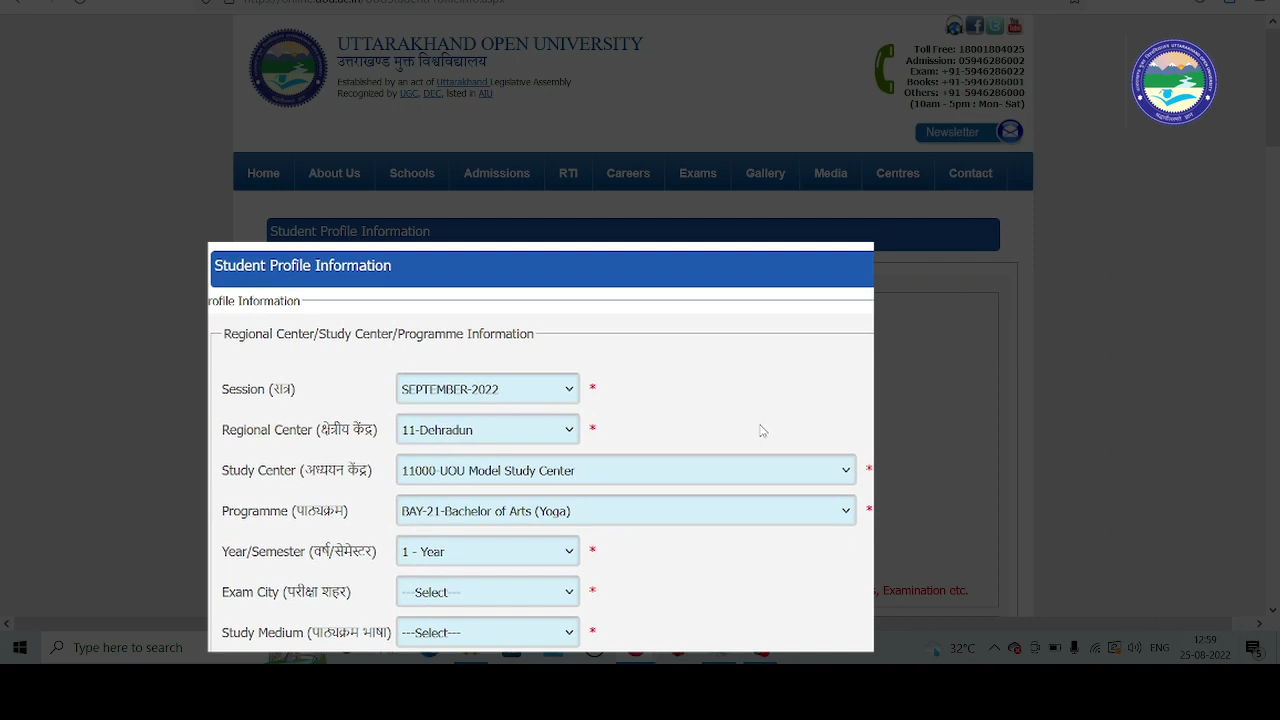 UTTARAKHAND OPEN UNIVERSITY
उत्तराखण्ड मुक्त विश्वविद्यालय
Established by an act of Uttarakhand Legislative Assembly
Recognized by UGC, DEC, listed in AIU
Toll Free: 18001804025
Admission: 05946286002
Exam: +91-5946286022
Books: +91-5946286001
Others: +91-5946286000
(10am - 5pm : Mon- Sat)
Newsletter
Home About Us Schools Admissions RTI Careers Exams Gallery Media Centres Contact
Student Profile Information
Student Profile Information
rofile Information
Regional Center/Study Center/Programme Information
Session (सत्र) SEPTEMBER-2022 *
Regional Center (क्षेत्रीय केंद्र) 11-Dehradun *
Study Center (अध्ययन केंद्र) 11000-UOU Model Study Center *
Programme (पाठ्यक्रम) BAY-21-Bachelor of Arts (Yoga) *
Year/Semester (वर्ष/सेमेस्टर) 1 - Year *
Exam City (परीक्षा शहर) ---Select--- *
, Examination etc.
Study Medium (पाठ्यक्रम भाषा) ---Select--- *
Type here to search
32°C
ENG
12:59
25-08-2022
5